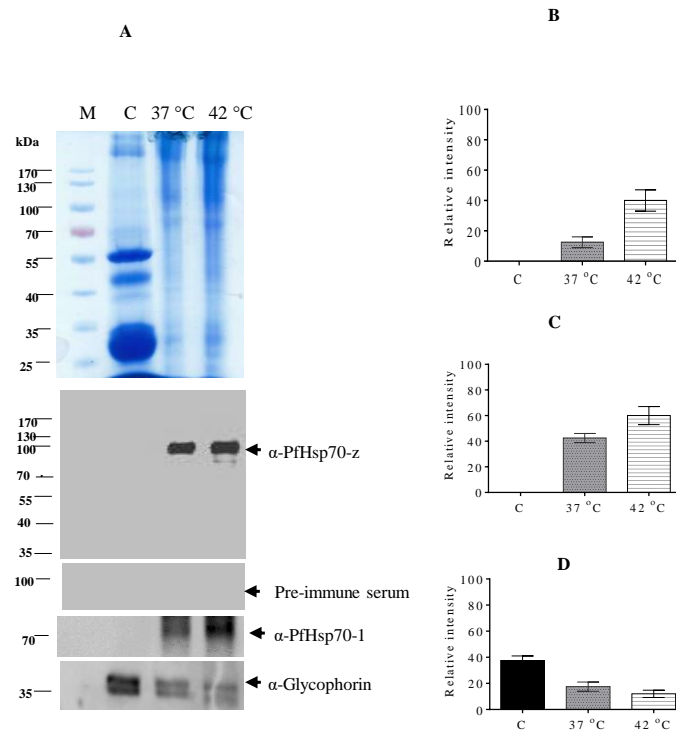 A
M C 37 °C 42 °C
kDa
170
130
100
70
55
40
35
25
170
130
100
70
55
40
35
α-PfHsp70-z
100
Pre-immune serum
70
α-PfHsp70-1
35
α-Glycophorin
B
Relative intensity
100
80
60
40
20
0
C 37 °C 42 °C
C
Relative intensity
100
80
60
40
20
0
C 37 °C 42 °C
D
Relative intensity
100
80
60
40
20
0
C 37 °C 42 °C